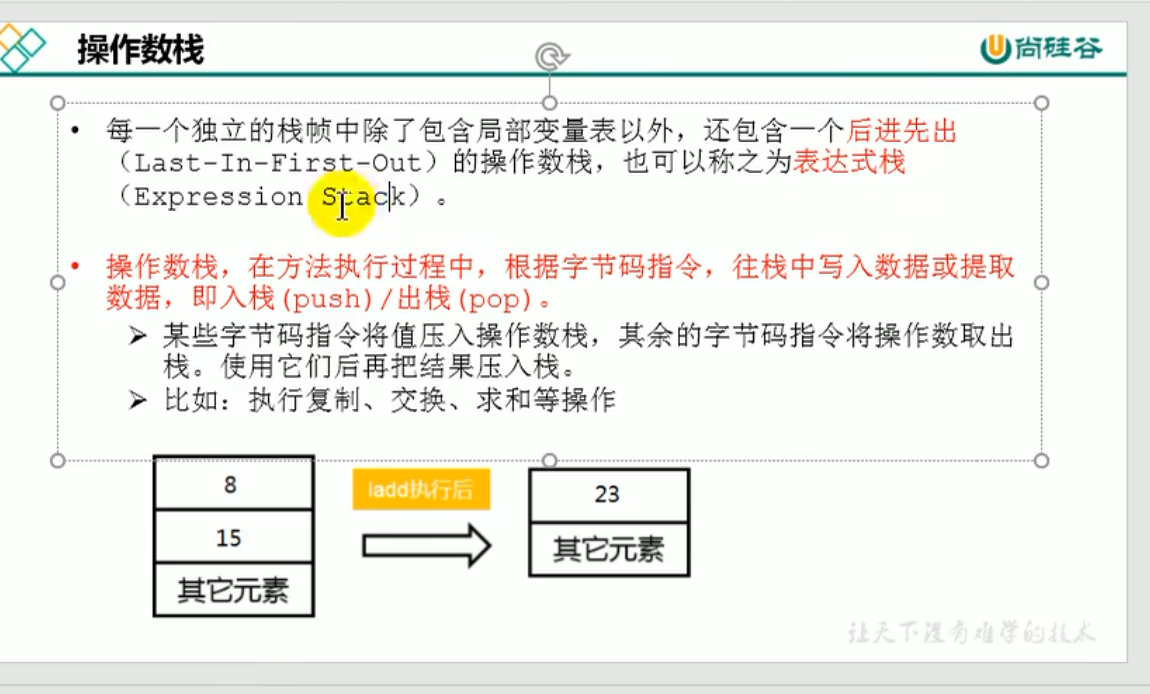 操作数栈
尚硅谷
• 每一个独立的栈帧中除了包含局部变量表以外，还包含一个后进先出
（Last-In-First-Out）的操作数栈，也可以称之为表达式栈
（Expression Stack）。
• 操作数栈，在方法执行过程中，根据字节码指令，往栈中写入数据或提取
数据，即入栈(push)/出栈(pop)。
➢ 某些字节码指令将值压入操作数栈，其余的字节码指令将操作数取出
栈。使用它们后再把结果压入栈。
➢ 比如：执行复制、交换、求和等操作
8
15
其它元素
iadd执行后
23
其它元素
让天下没有难学的技术